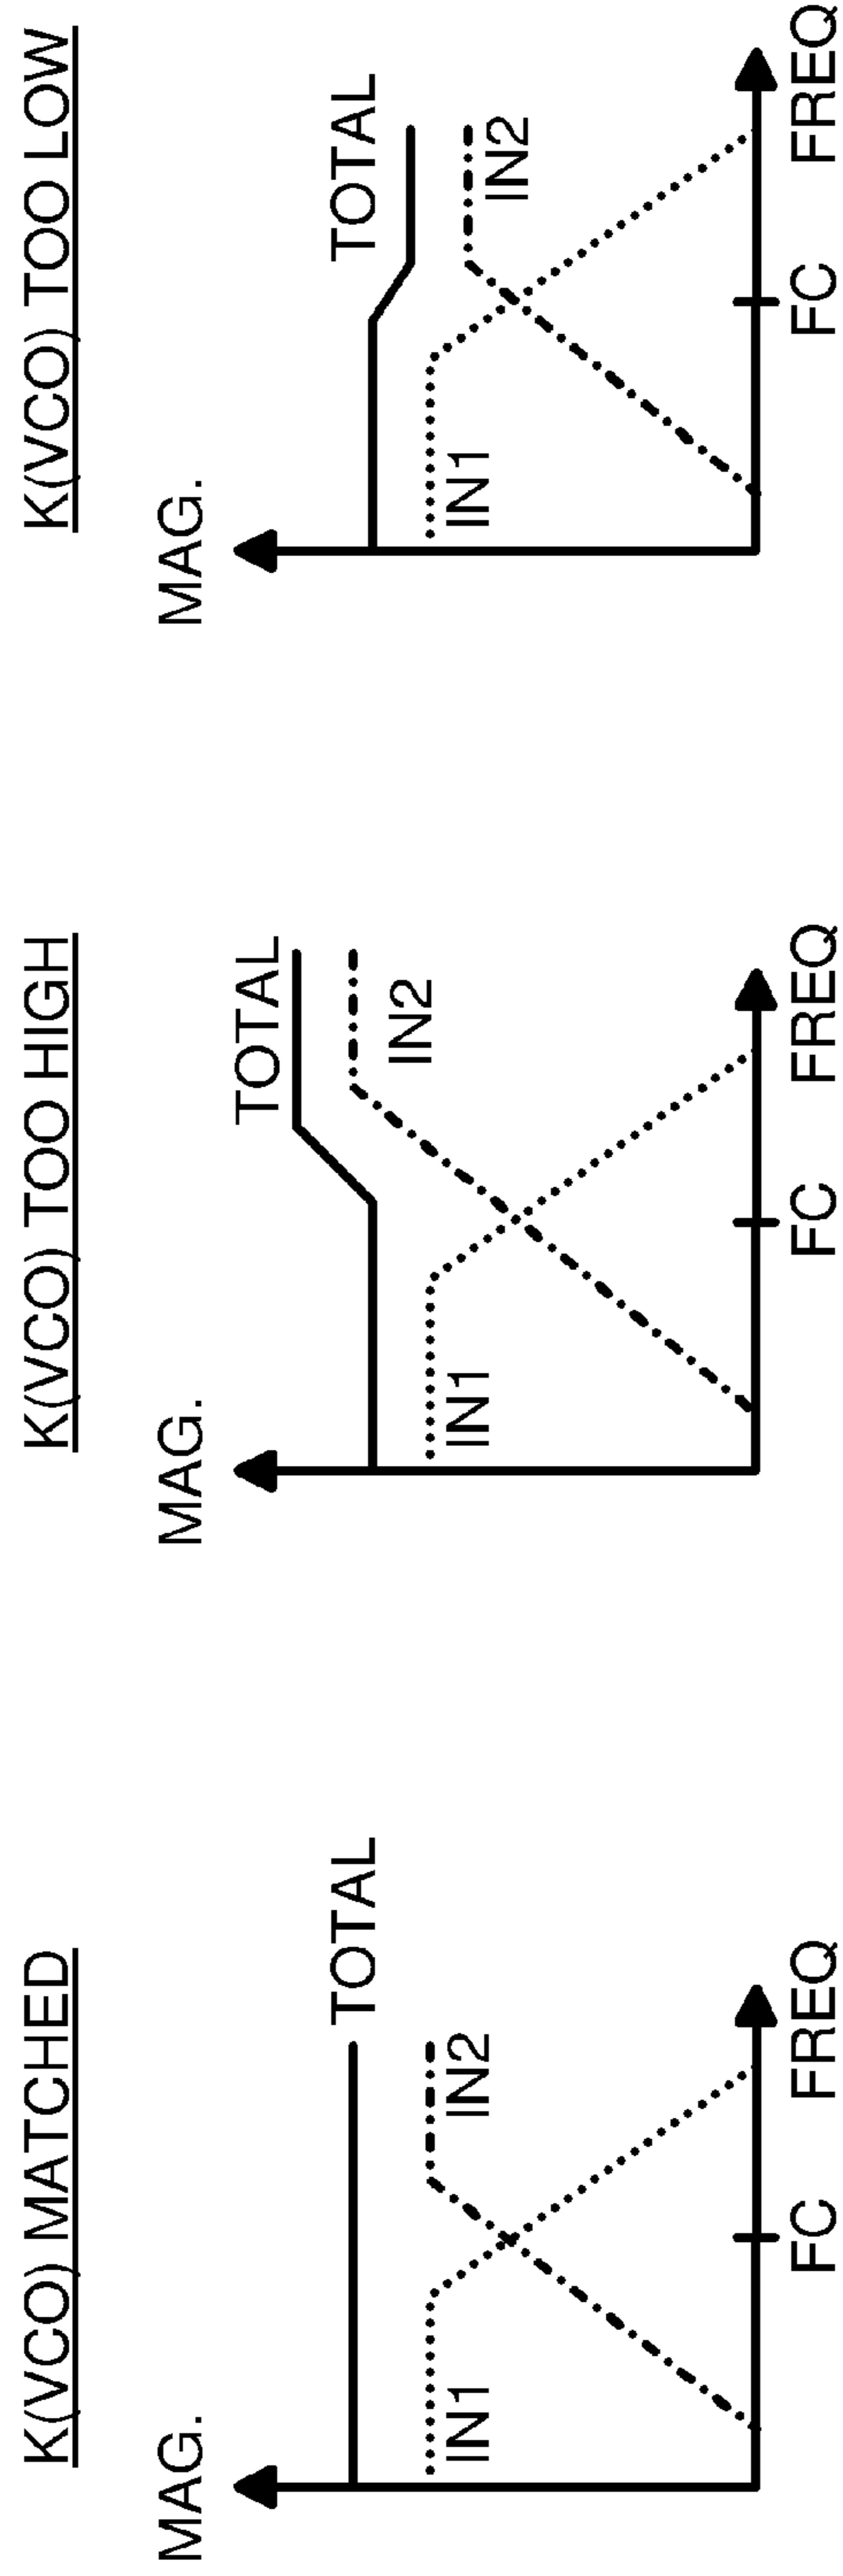 K(VCO) MATCHED
MAG.
TOTAL
IN1
IN2
FC
FREQ
K(VCO) TOO HIGH
MAG.
TOTAL
IN2
IN1
FC
FREQ
K(VCO) TOO LOW
MAG.
TOTAL
IN1
IN2
FC
FREQ